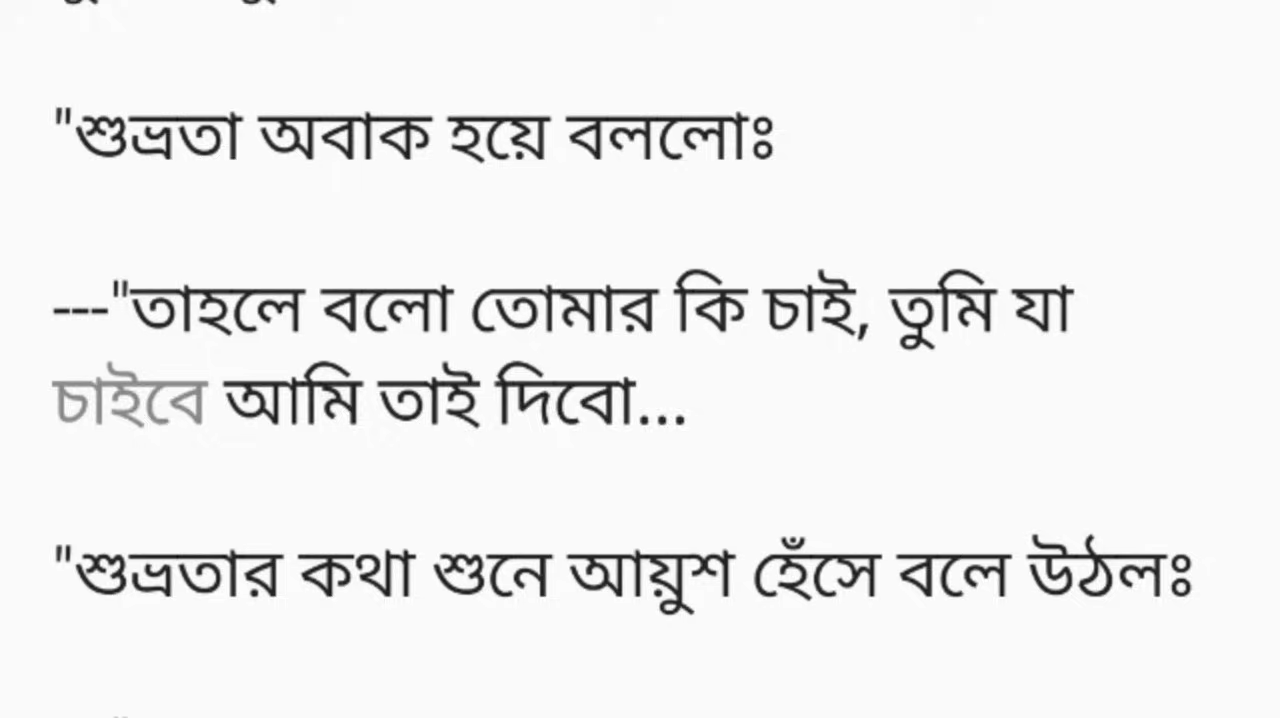 "শুভ্রতা অবাক হয়ে বললোঃ
---"তাহলে বলো তোমার কি চাই, তুমি যা
চাইবে আমি তাই দিবো...
"শুভ্রতার কথা শুনে আয়ুশ হেঁসে বলে উঠলঃ